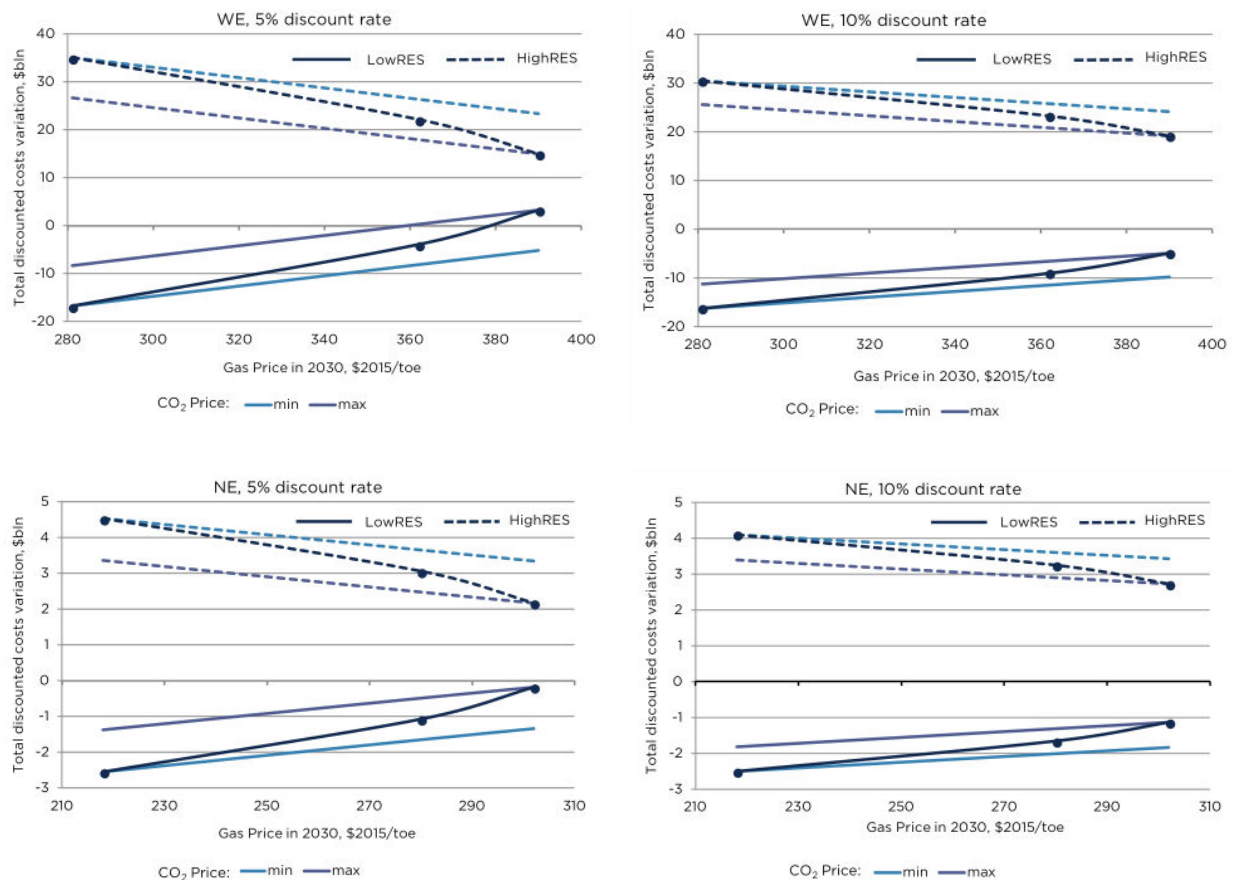 WE, 5% discount rate
Total discounted costs variation, $bln
40
30
20
10
0
-10
-20
LowRES
HighRES
280 300 320 340 360 380 400
Gas Price in 2030, $2015/toe
CO₂ Price: min max
WE, 10% discount rate
Total discounted costs variation, $bln
40
30
20
10
0
-10
-20
LowRES
HighRES
280 300 320 340 360 380 400
Gas Price in 2030, $2015/toe
CO₂ Price: min max
NE, 5% discount rate
Total discounted costs variation, $bln
5
4
3
2
1
0
-1
-2
-3
LowRES
HighRES
210 230 250 270 290 310
Gas Price in 2030, $2015/toe
CO₂ Price: min max
NE, 10% discount rate
Total discounted costs variation, $bln
5
4
3
2
1
0
-1
-2
-3
LowRES
HighRES
210 230 250 270 290 310
Gas Price in 2030, $2015/toe
CO₂ Price: min max